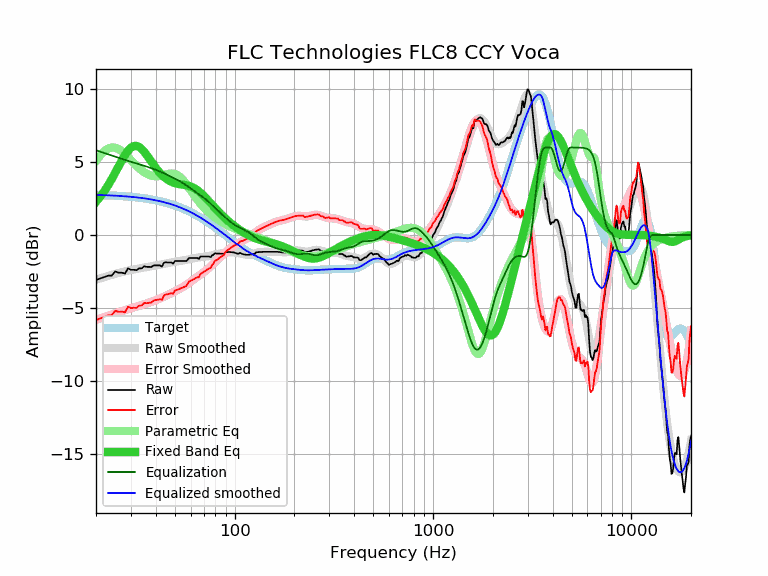 FLC Technologies FLC8 CCY Voca
Amplitude (dBr)
10
5
0
−5
−10
−15
Target
Raw Smoothed
Error Smoothed
Raw
Error
Parametric Eq
Fixed Band Eq
Equalization
Equalized smoothed
100
1000
10000
Frequency (Hz)